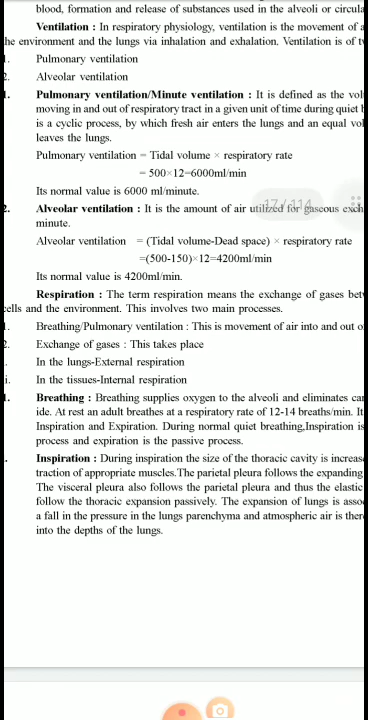 blood, formation and release of substances used in the alveoli or circula
Ventilation : In respiratory physiology, ventilation is the movement of a
he environment and the lungs via inhalation and exhalation. Ventilation is of t
1. Pulmonary ventilation
2. Alveolar ventilation
1. Pulmonary ventilation/Minute ventilation : It is defined as the vol
moving in and out of respiratory tract in a given unit of time during quiet b
is a cyclic process, by which fresh air enters the lungs and an equal vol
leaves the lungs.
Pulmonary ventilation = Tidal volume × respiratory rate
= 500×12=6000ml/min
Its normal value is 6000 ml/minute.
17/114
2. Alveolar ventilation : It is the amount of air utilized for gaseous exch
minute.
Alveolar ventilation = (Tidal volume-Dead space) × respiratory rate
=(500-150)×12=4200ml/min
Its normal value is 4200ml/min.
Respiration : The term respiration means the exchange of gases bet
cells and the environment. This involves two main processes.
1. Breathing/Pulmonary ventilation : This is movement of air into and out o
2. Exchange of gases : This takes place
. In the lungs-External respiration
i. In the tissues-Internal respiration
1. Breathing : Breathing supplies oxygen to the alveoli and eliminates car
ide. At rest an adult breathes at a respiratory rate of 12-14 breaths/min. It
Inspiration and Expiration. During normal quiet breathing,Inspiration is
process and expiration is the passive process.
. Inspiration : During inspiration the size of the thoracic cavity is increas
traction of appropriate muscles.The parietal pleura follows the expanding
The visceral pleura also follows the parietal pleura and thus the elastic
follow the thoracic expansion passively. The expansion of lungs is asso
a fall in the pressure in the lungs parenchyma and atmospheric air is ther
into the depths of the lungs.